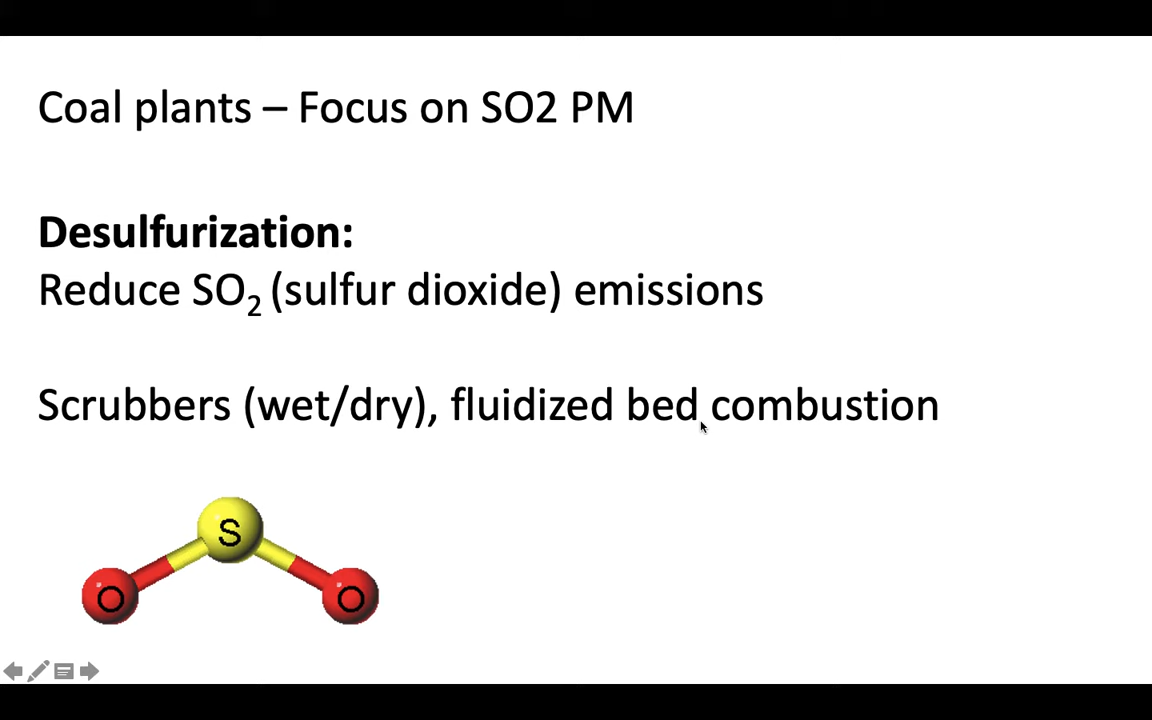 Coal plants – Focus on SO2 PM
Desulfurization:
Reduce SO₂ (sulfur dioxide) emissions
Scrubbers (wet/dry), fluidized bed combustion
S
O O